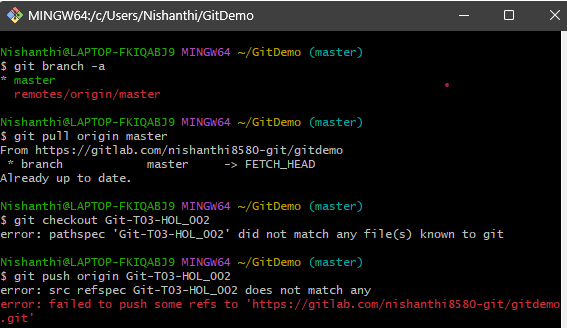 MINGW64:/c/Users/Nishanthi/GitDemo
Nishanthi@LAPTOP-FKIQABJ9 MINGW64 ~/GitDemo (master)
$ git branch -a
* master
  remotes/origin/master
Nishanthi@LAPTOP-FKIQABJ9 MINGW64 ~/GitDemo (master)
$ git pull origin master
From https://gitlab.com/nishanthi8580-git/gitdemo
 * branch            master     -> FETCH_HEAD
Already up to date.
Nishanthi@LAPTOP-FKIQABJ9 MINGW64 ~/GitDemo (master)
$ git checkout Git-T03-HOL_002
error: pathspec 'Git-T03-HOL_002' did not match any file(s) known to git
Nishanthi@LAPTOP-FKIQABJ9 MINGW64 ~/GitDemo (master)
$ git push origin Git-T03-HOL_002
error: src refspec Git-T03-HOL_002 does not match any
error: failed to push some refs to 'https://gitlab.com/nishanthi8580-git/gitdemo
.git'